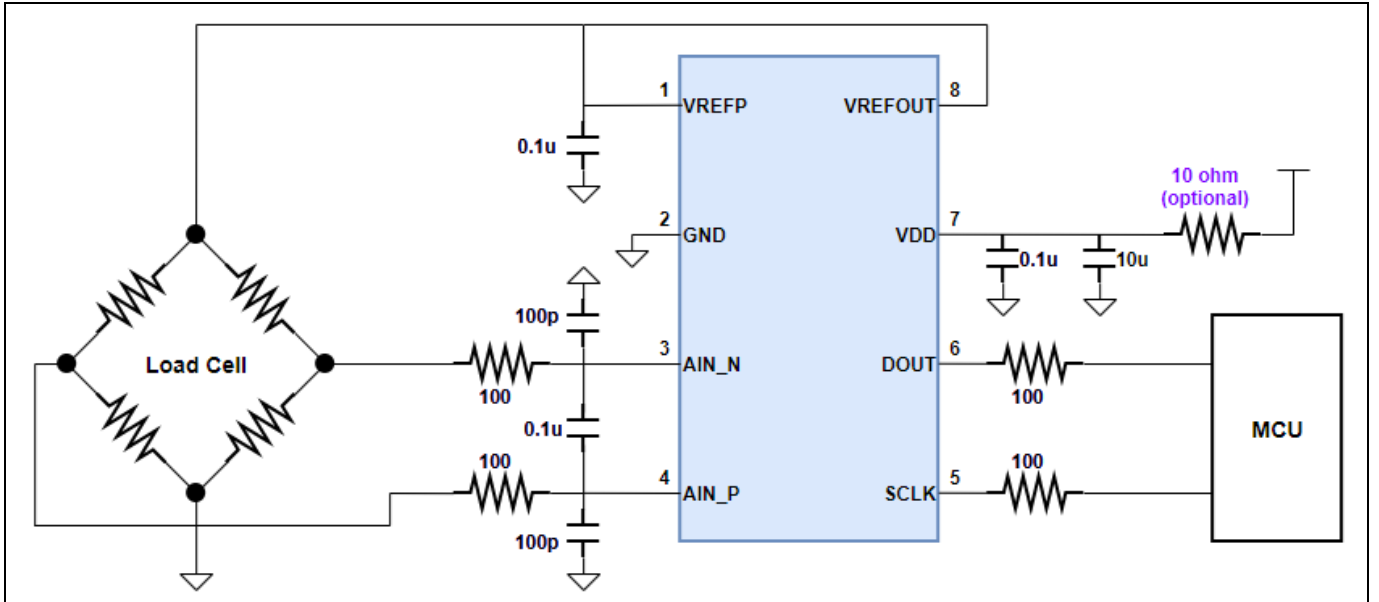 1
VREFP
VREFOUT
8
0.1u
10 ohm
(optional)
2
GND
VDD
7
0.1u
10u
100p
Load Cell
3
AIN_N
DOUT
6
100
100
0.1u
MCU
100
4
AIN_P
SCLK
5
100
100p